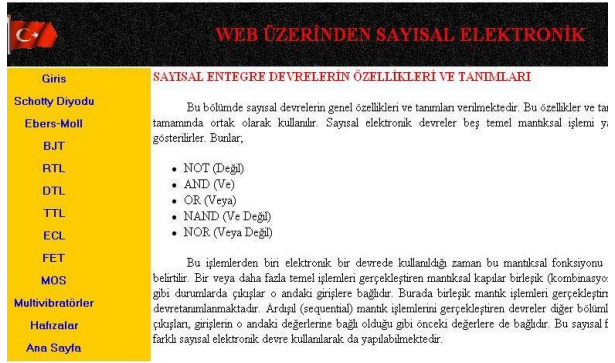 WEB ÜZERİNDEN SAYISAL ELEKTRONİK
Giris
Schotty Diyodu
Ebers-Moll
BJT
RTL
DTL
TTL
ECL
FET
MOS
Multivibratörler
Hafızalar
Ana Sayfa
SAYISAL ENTEGRE DEVRELERİN ÖZELLİKLERİ VE TANIMLARI
Bu bölümde sayısal devrelerin genel özellikleri ve tanımları verilmektedir. Bu özellikler ve
tamamında ortak olarak kullanılır. Sayısal elektronik devreler beş temel mantıksal işlemi
gösterilirler. Bunlar;
NOT (Değil)
AND (Ve)
OR (Veya)
NAND (Ve Değil)
NOR (Veya Değil)
Bu işlemlerden biri elektronik bir devrede kullanıldığı zaman bu mantıksal fonksiyonu
belirtilir. Bir veya daha fazla temel işlemleri gerçekleştiren mantıksal kapılar birleşik
gibi durumlarda çıkışlar o andaki girişlere bağlıdır. Burada birleşik mantık işlemleri
devretanımlanmaktadır. Ardışıl (sequential) mantık işlemlerini gerçekleştiren devreler diğer
çıkışları, girişlerin o andaki değerlerine bağlı olduğu gibi önceki değerlere de bağlıdır. Bu sayısal
farklı sayısal elektronik devre kullanılarak da yapılabilmektedir.